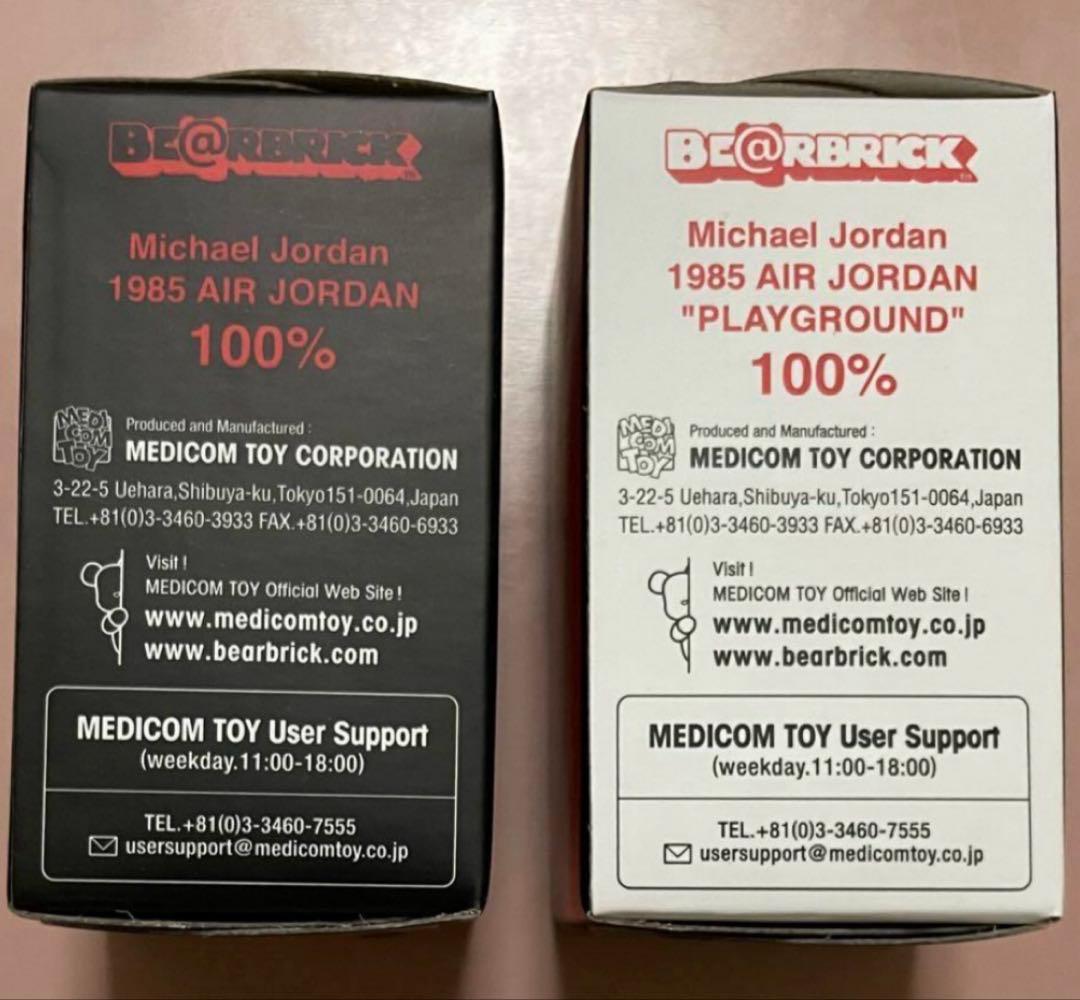 BE@RBRICK
TM
Michael Jordan
1985 AIR JORDAN
100%
MEDI
COM
TOY
Produced and Manufactured :
MEDICOM TOY CORPORATION
3-22-5 Uehara,Shibuya-ku,Tokyo151-0064,Japan
TEL.+81(0)3-3460-3933 FAX.+81(0)3-3460-6933
Visit !
MEDICOM TOY Official Web Site !
www.medicomtoy.co.jp
www.bearbrick.com
MEDICOM TOY User Support
(weekday.11:00-18:00)
TEL.+81(0)3-3460-7555
usersupport@medicomtoy.co.jp
BE@RBRICK
TM
Michael Jordan
1985 AIR JORDAN
"PLAYGROUND"
100%
MEDI
COM
TOY
Produced and Manufactured :
MEDICOM TOY CORPORATION
3-22-5 Uehara,Shibuya-ku,Tokyo151-0064,Japan
TEL.+81(0)3-3460-3933 FAX.+81(0)3-3460-6933
Visit !
MEDICOM TOY Official Web Site !
www.medicomtoy.co.jp
www.bearbrick.com
MEDICOM TOY User Support
(weekday.11:00-18:00)
TEL.+81(0)3-3460-7555
usersupport@medicomtoy.co.jp